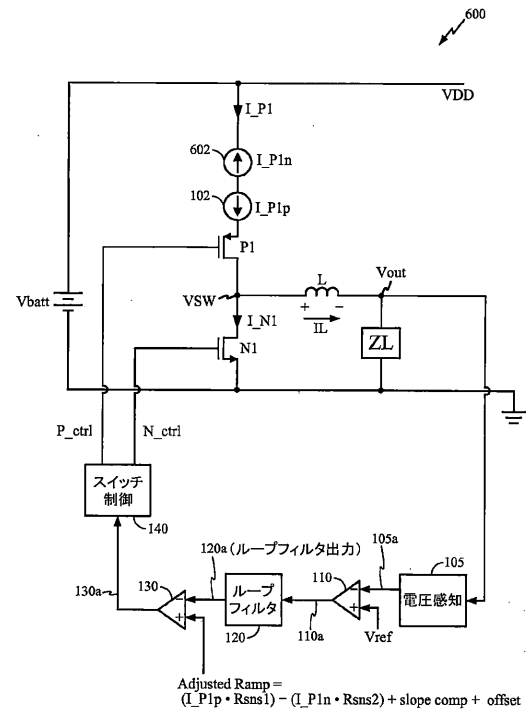 600
VDD
I_P1
602
I_P1n
102
I_P1p
P1
L
Vout
Vbatt
VSW
+
−
IL
I_N1
ZL
N1
P_ctrl
N_ctrl
スイッチ
制御
140
120a(ループフィルタ出力)
105a
105
130a
130
−
+
ループ
フィルタ
120
110
−
+
110a
Vref
電圧感知
Adjusted Ramp =
(I_P1p • Rsns1) − (I_P1n • Rsns2) + slope comp + offset